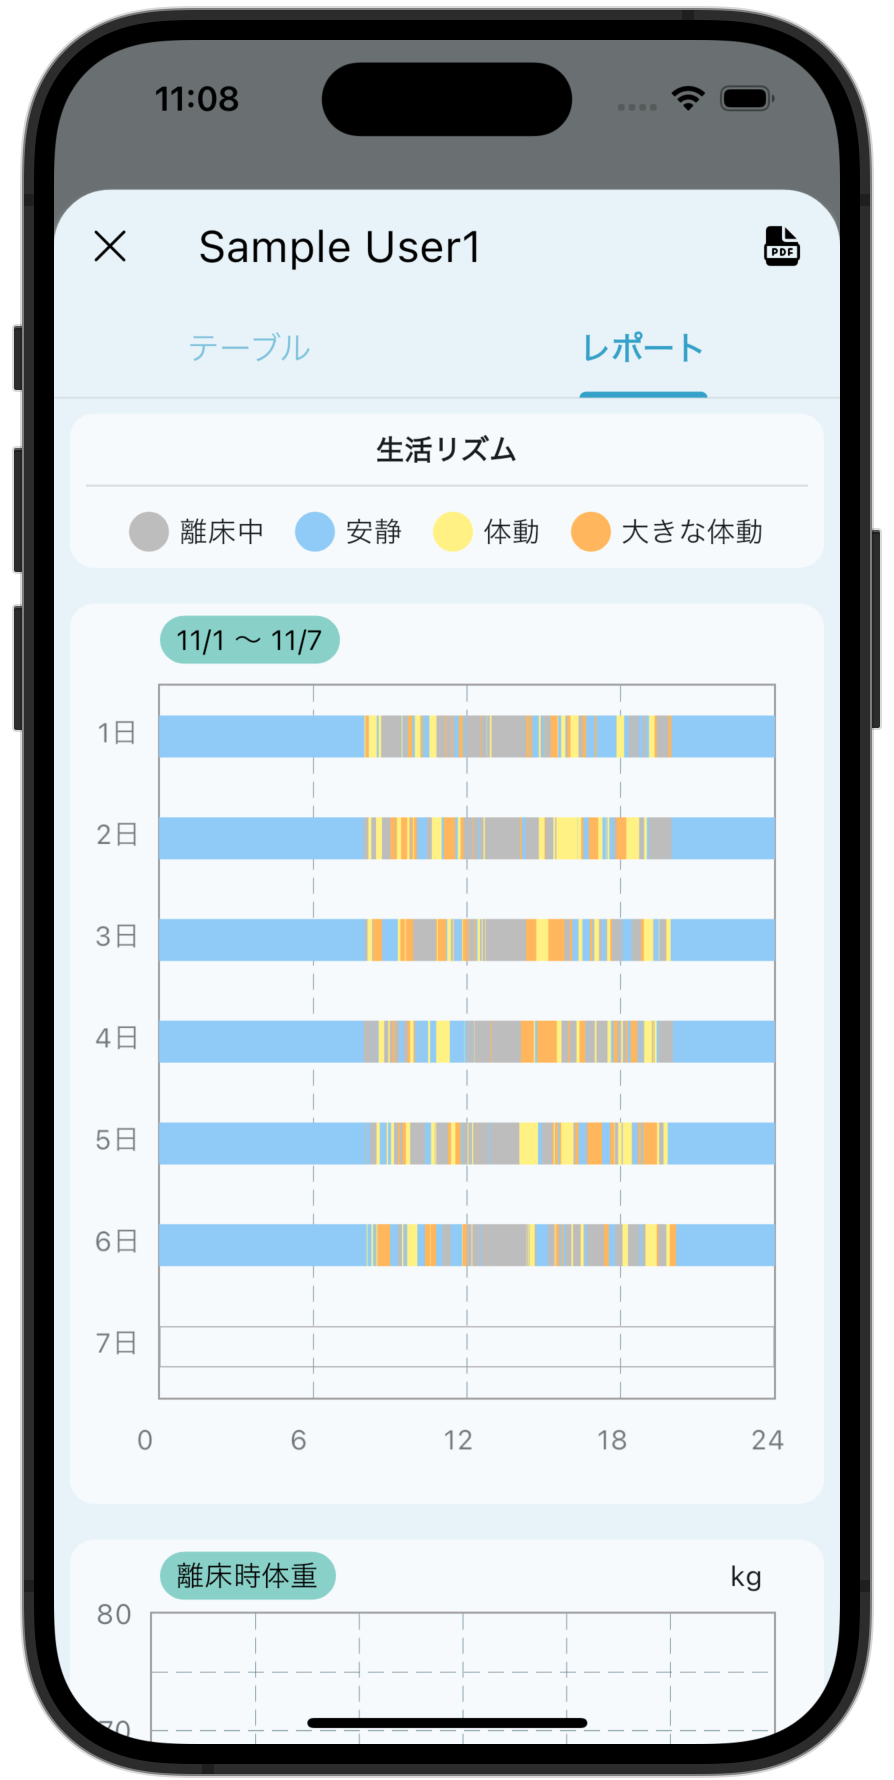 11:08
Sample User1
PDF
テーブル レポート
生活リズム
離床中 安静 体動 大きな体動
11/1 〜 11/7
1日
2日
3日
4日
5日
6日
7日
0 6 12 18 24
離床時体重 kg
80
70